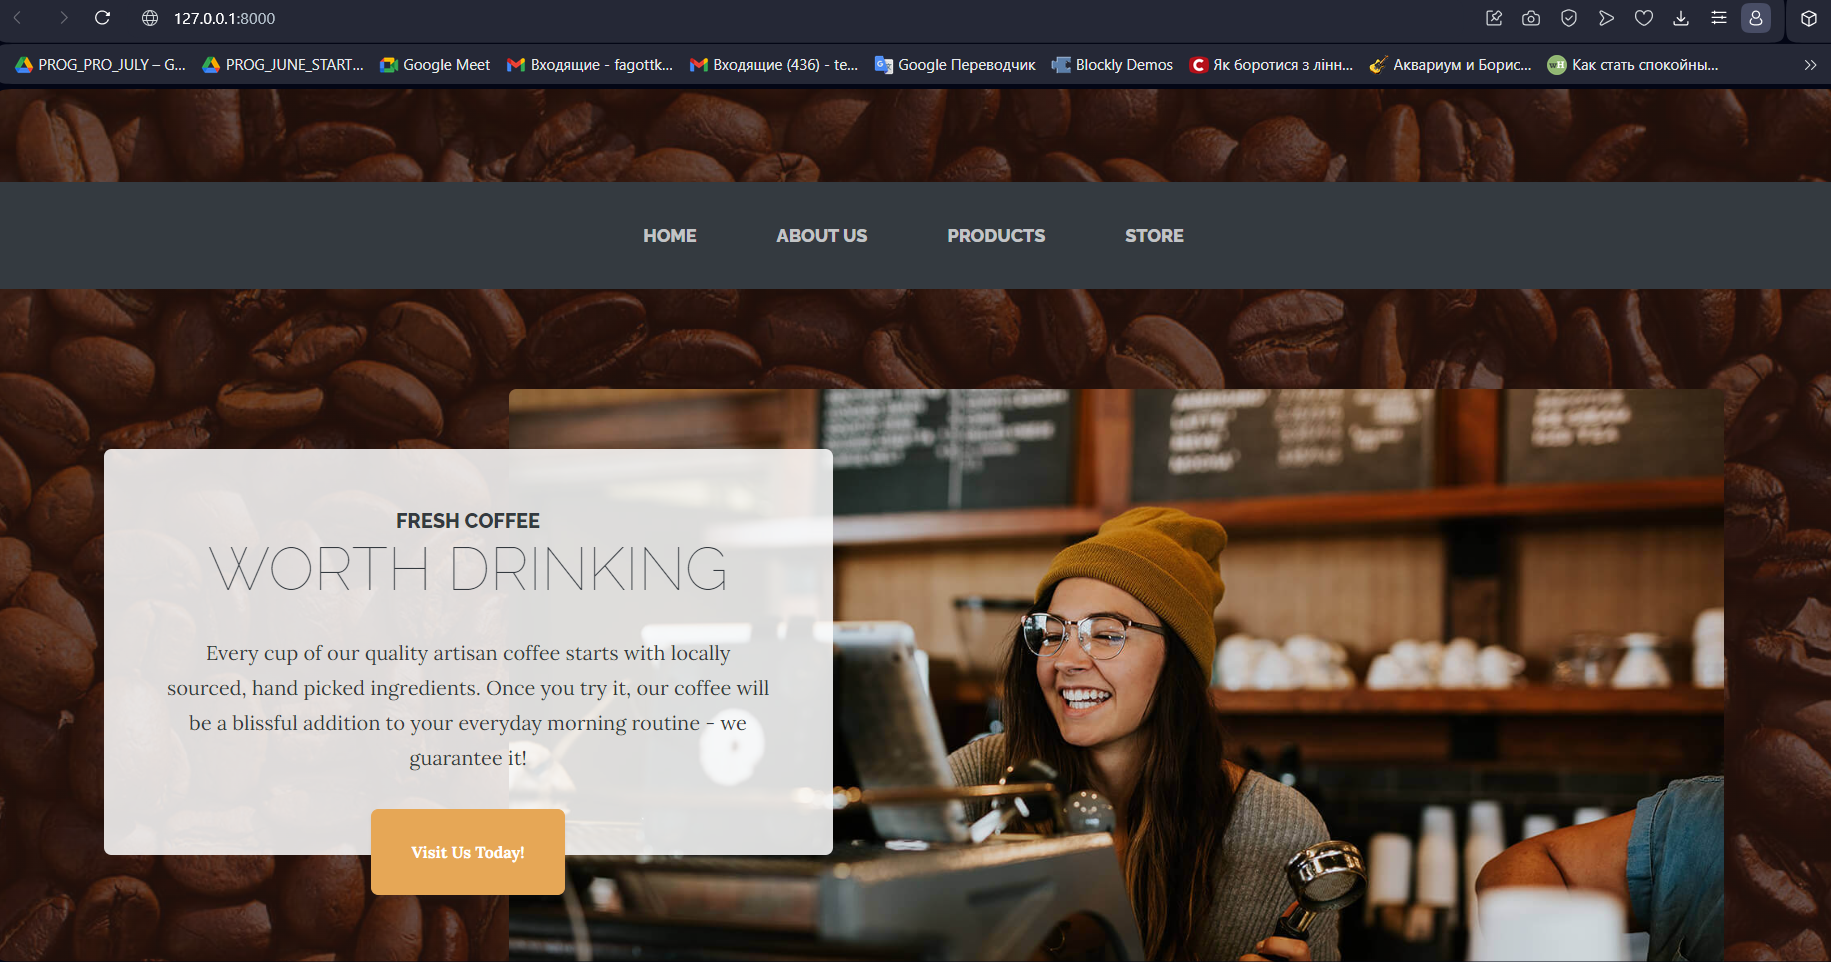 127.0.0.1:8000
PROG_PRO_JULY – G... PROG_JUNE_START... Google Meet Входящие - fagottk... Входящие (436) - te... Google Переводчик Blockly Demos Як боротися з лінн... Аквариум и Борис... Как стать спокойны...
HOME ABOUT US PRODUCTS STORE
FRESH COFFEE
WORTH DRINKING
Every cup of our quality artisan coffee starts with locally
sourced, hand picked ingredients. Once you try it, our coffee will
be a blissful addition to your everyday morning routine - we
guarantee it!
Visit Us Today!